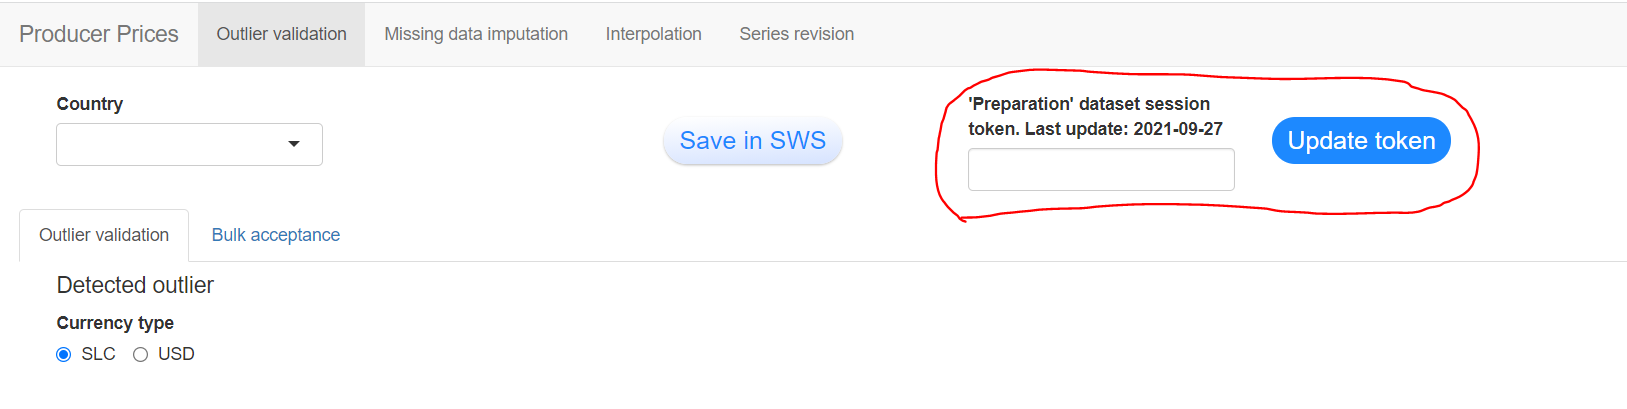 Producer Prices Outlier validation Missing data imputation Interpolation Series revision
Country
'Preparation' dataset session
token. Last update: 2021-09-27
Save in SWS
Update token
Outlier validation Bulk acceptance
Detected outlier
Currency type
SLC USD